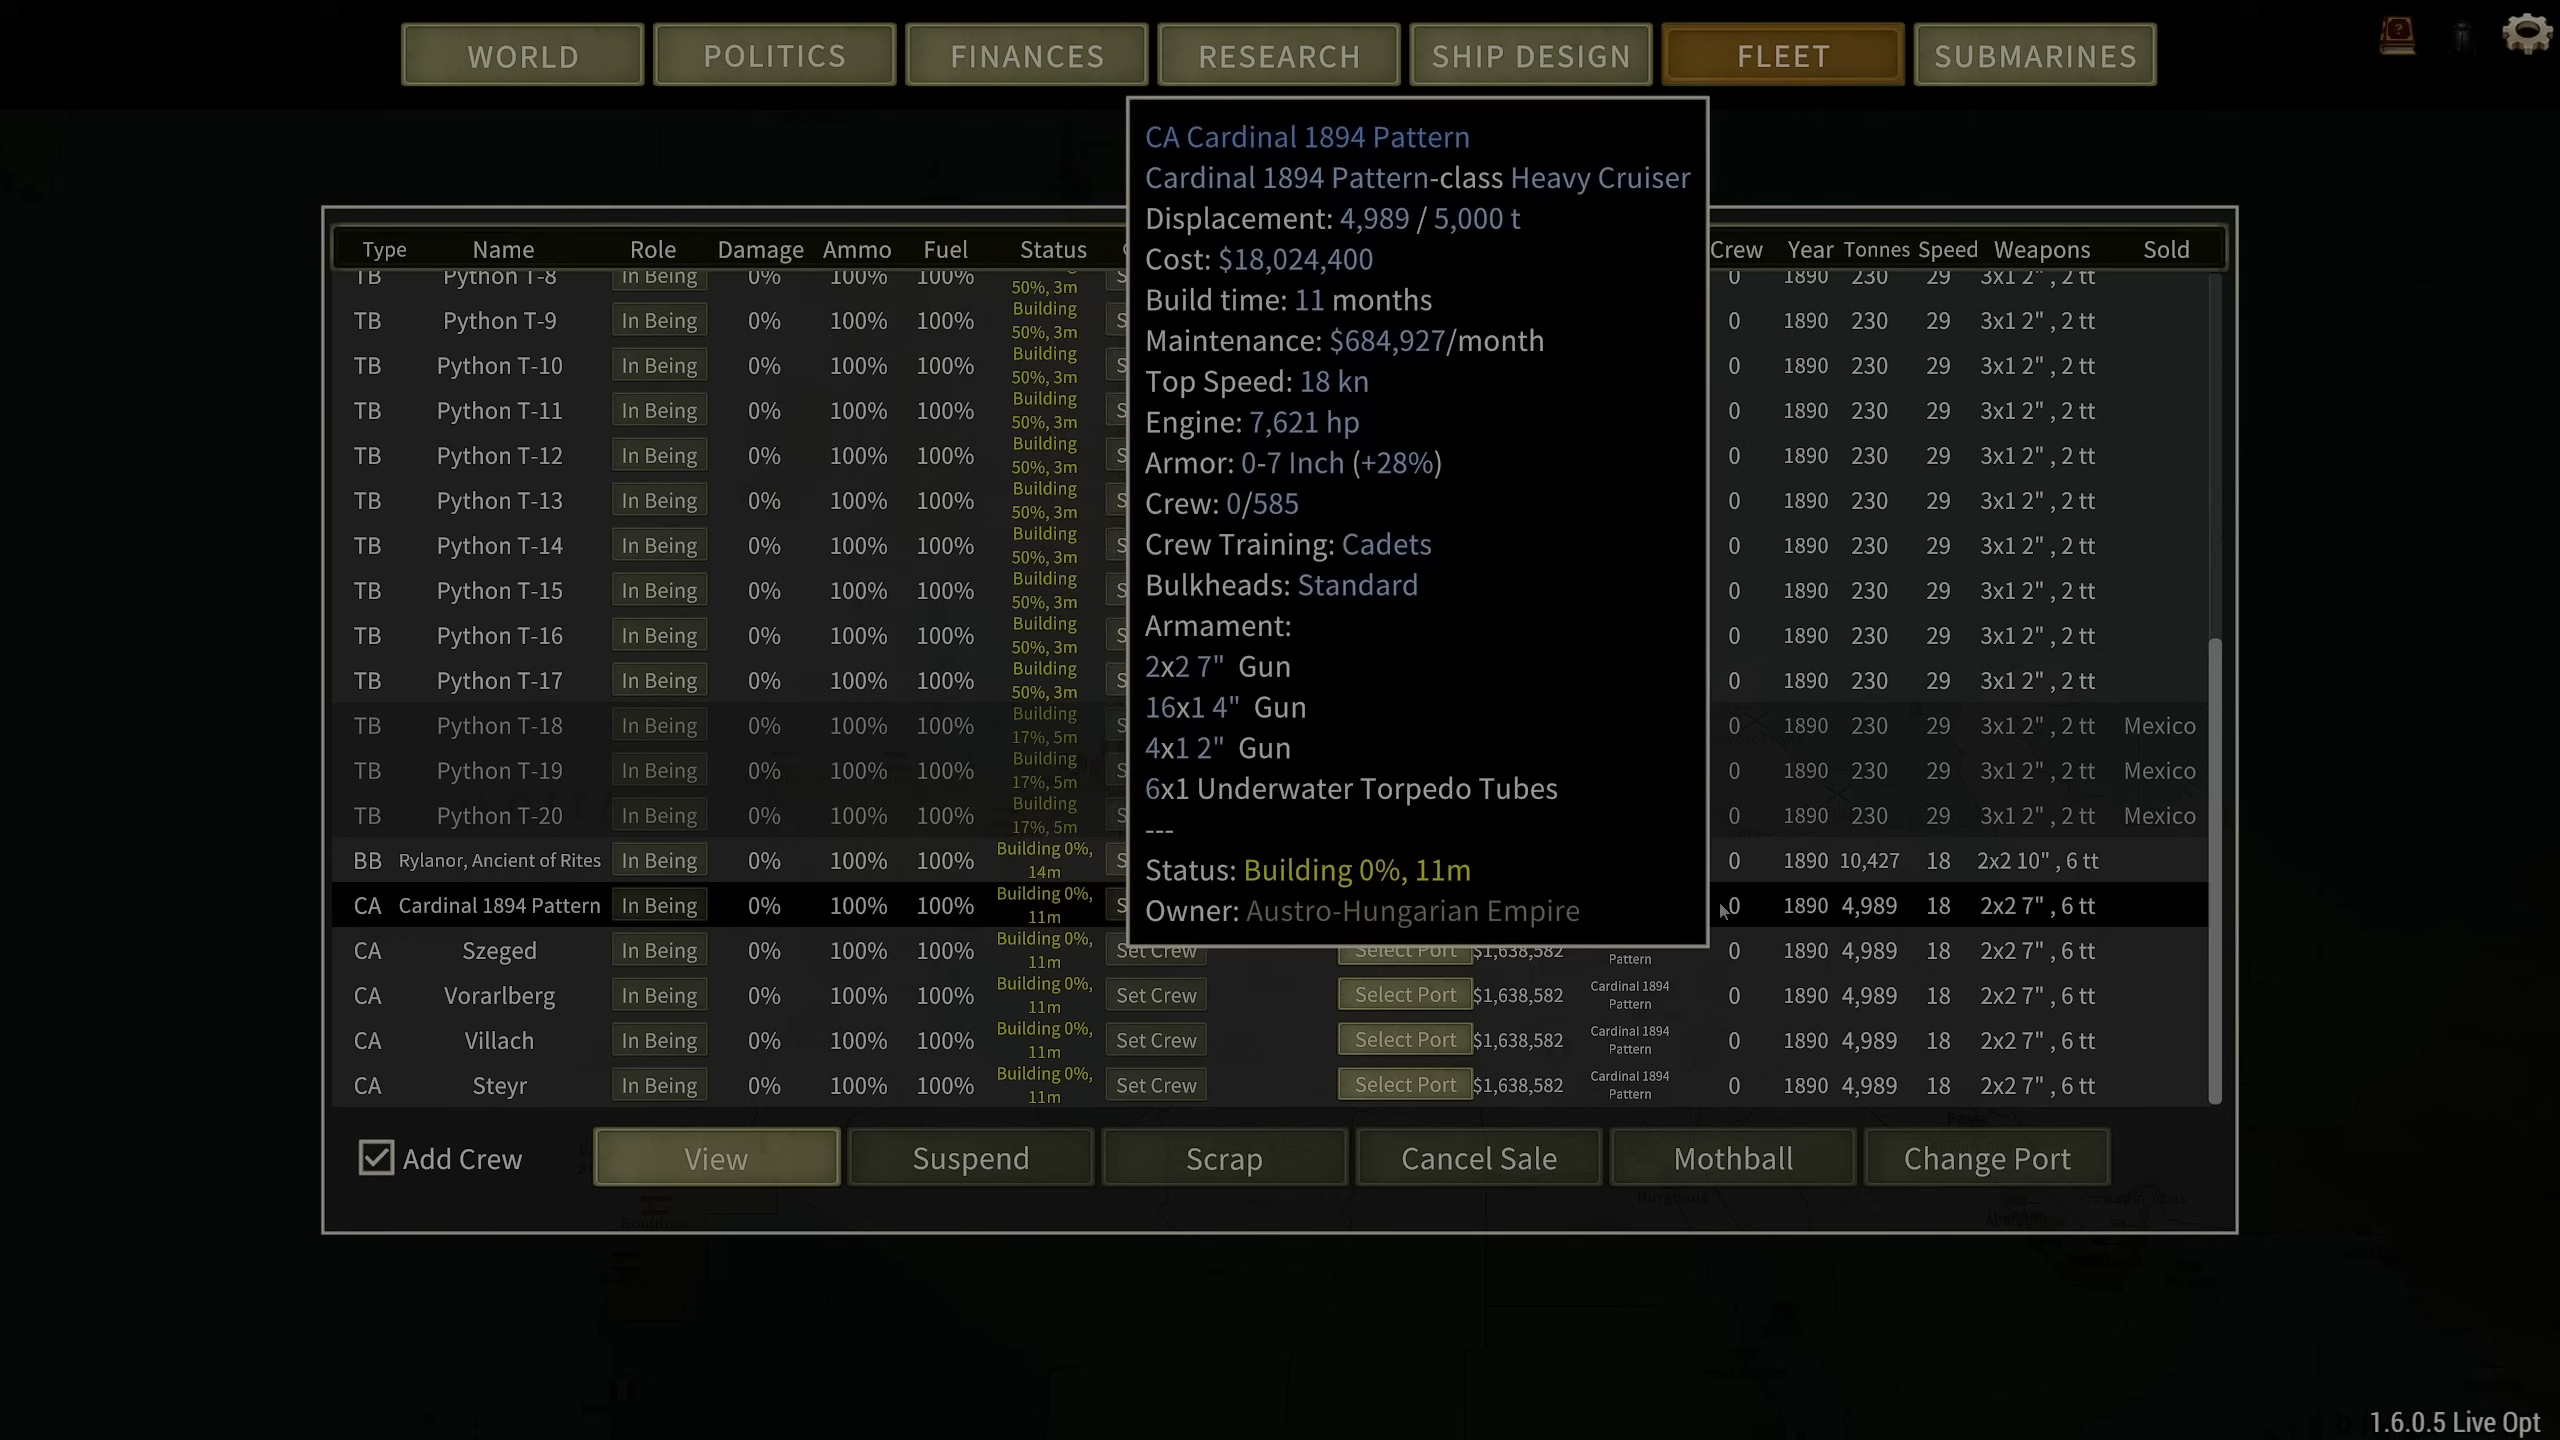 WORLD POLITICS FINANCES RESEARCH SHIP DESIGN FLEET SUBMARINES
CA Cardinal 1894 Pattern
Cardinal 1894 Pattern-class Heavy Cruiser
Displacement: 4,989 / 5,000 t
Cost: $18,024,400
Build time: 11 months
Maintenance: $684,927/month
Top Speed: 18 kn
Engine: 7,621 hp
Armor: 0-7 Inch (+28%)
Crew: 0/585
Crew Training: Cadets
Bulkheads: Standard
Armament:
2x2 7" Gun
16x1 4" Gun
4x1 2" Gun
6x1 Underwater Torpedo Tubes
---
Status: Building 0%, 11m
Owner: Austro-Hungarian Empire
Type Name Role Damage Ammo Fuel Status Crew Year Tonnes Speed Weapons Sold
TB Python T-8 In Being 0% 100% 100% 50%, 3m 0 1890 230 29 3x1 2" , 2 tt
TB Python T-9 In Being 0% 100% 100% Building 50%, 3m 0 1890 230 29 3x1 2" , 2 tt
TB Python T-10 In Being 0% 100% 100% Building 50%, 3m 0 1890 230 29 3x1 2" , 2 tt
TB Python T-11 In Being 0% 100% 100% Building 50%, 3m 0 1890 230 29 3x1 2" , 2 tt
TB Python T-12 In Being 0% 100% 100% Building 50%, 3m 0 1890 230 29 3x1 2" , 2 tt
TB Python T-13 In Being 0% 100% 100% Building 50%, 3m 0 1890 230 29 3x1 2" , 2 tt
TB Python T-14 In Being 0% 100% 100% Building 50%, 3m 0 1890 230 29 3x1 2" , 2 tt
TB Python T-15 In Being 0% 100% 100% Building 50%, 3m 0 1890 230 29 3x1 2" , 2 tt
TB Python T-16 In Being 0% 100% 100% Building 50%, 3m 0 1890 230 29 3x1 2" , 2 tt
TB Python T-17 In Being 0% 100% 100% Building 50%, 3m 0 1890 230 29 3x1 2" , 2 tt
TB Python T-18 In Being 0% 100% 100% Building 17%, 5m 0 1890 230 29 3x1 2" , 2 tt Mexico
TB Python T-19 In Being 0% 100% 100% Building 17%, 5m 0 1890 230 29 3x1 2" , 2 tt Mexico
TB Python T-20 In Being 0% 100% 100% Building 17%, 5m 0 1890 230 29 3x1 2" , 2 tt Mexico
BB Rylanor, Ancient of Rites In Being 0% 100% 100% Building 0%, 14m 0 1890 10,427 18 2x2 10" , 6 tt
CA Cardinal 1894 Pattern In Being 0% 100% 100% Building 0%, 11m 0 1890 4,989 18 2x2 7" , 6 tt
CA Szeged In Being 0% 100% 100% Building 0%, 11m Set Crew Select Port $1,638,582 Pattern 0 1890 4,989 18 2x2 7" , 6 tt
CA Vorarlberg In Being 0% 100% 100% Building 0%, 11m Set Crew Select Port $1,638,582 Cardinal 1894 Pattern 0 1890 4,989 18 2x2 7" , 6 tt
CA Villach In Being 0% 100% 100% Building 0%, 11m Set Crew Select Port $1,638,582 Cardinal 1894 Pattern 0 1890 4,989 18 2x2 7" , 6 tt
CA Steyr In Being 0% 100% 100% Building 0%, 11m Set Crew Select Port $1,638,582 Cardinal 1894 Pattern 0 1890 4,989 18 2x2 7" , 6 tt
Add Crew View Suspend Scrap Cancel Sale Mothball Change Port
Hurghada
1.6.0.5 Live Opt